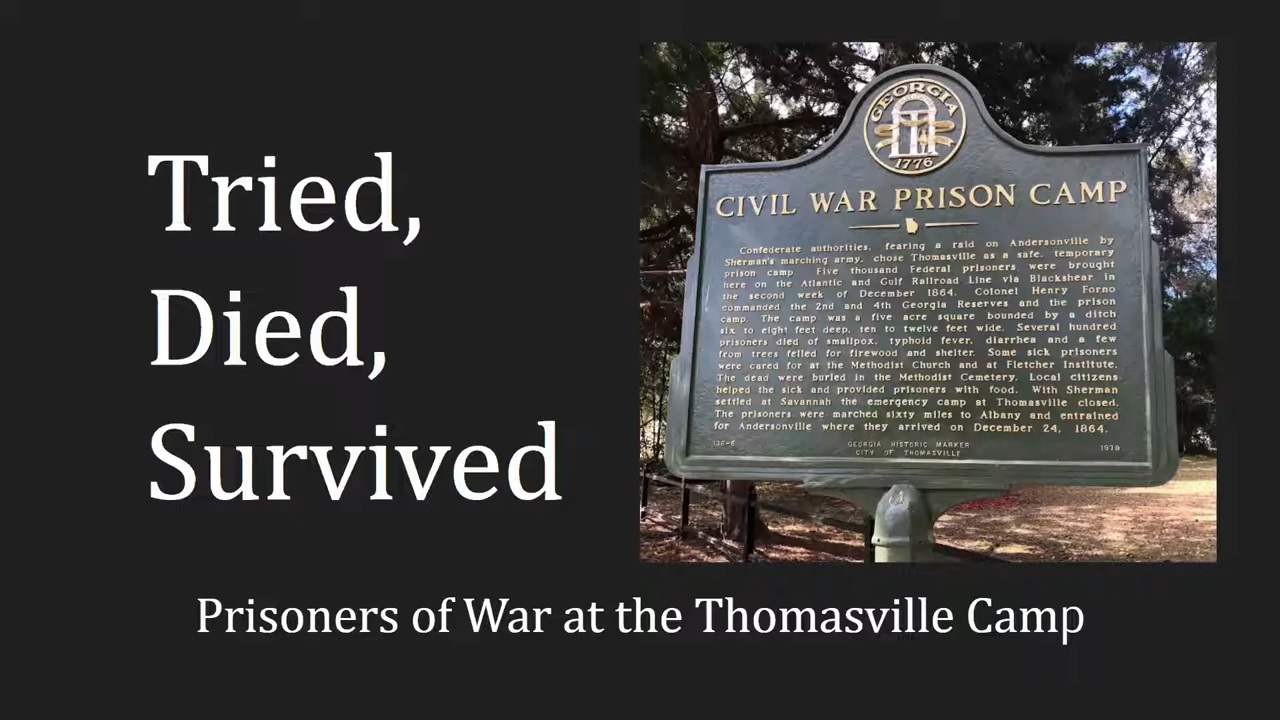 Tried,
Died,
Survived
GEORGIA
1776
CIVIL WAR PRISON CAMP
Confederate authorities, fearing a raid on Andersonville by
Sherman's marching army, chose Thomasville as a safe, temporary
prison camp. Five thousand Federal prisoners were brought
here on the Atlantic and Gulf Railroad Line via Blackshear in
the second week of December 1864. Colonel Henry Forno
commanded the 2nd and 4th Georgia Reserves and the prison
camp. The camp was a five acre square bounded by a ditch
six to eight feet deep, ten to twelve feet wide. Several hundred
prisoners died of smallpox, typhoid fever, diarrhea and a few
from trees felled for firewood and shelter. Some sick prisoners
were cared for at the Methodist Church and at Fletcher Institute.
The dead were buried in the Methodist Cemetery. Local citizens
helped the sick and provided prisoners with food. With Sherman
settled at Savannah the emergency camp at Thomasville closed.
The prisoners were marched sixty miles to Albany and entrained
for Andersonville where they arrived on December 24, 1864.
136-6 GEORGIA HISTORIC MARKER 1979
CITY OF THOMASVILLE
Prisoners of War at the Thomasville Camp